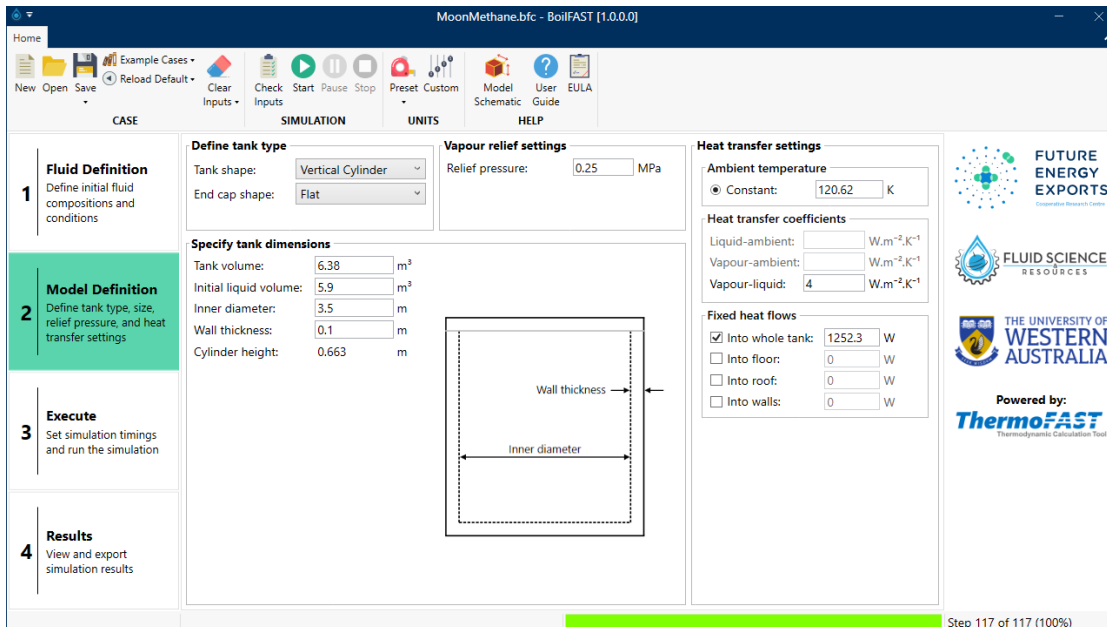 MoonMethane.bfc - BoilFAST [1.0.0.0]
Home
New
Open
Save
Example Cases
Reload Default
Clear Inputs
CASE
Check Inputs
Start
Pause
Stop
SIMULATION
Preset
Custom
UNITS
Model Schematic
User Guide
EULA
HELP
1
Fluid Definition
Define initial fluid
compositions and
conditions
2
Model Definition
Define tank type, size,
relief pressure, and heat
transfer settings
3
Execute
Set simulation timings
and run the simulation
4
Results
View and export
simulation results
Define tank type
Tank shape: Vertical Cylinder
End cap shape: Flat
Vapour relief settings
Relief pressure: 0.25 MPa
Specify tank dimensions
Tank volume: 6.38 m³
Initial liquid volume: 5.9 m³
Inner diameter: 3.5 m
Wall thickness: 0.1 m
Cylinder height: 0.663 m
Wall thickness
Inner diameter
Heat transfer settings
Ambient temperature
Constant: 120.62 K
Heat transfer coefficients
Liquid-ambient: W.m⁻².K⁻¹
Vapour-ambient: W.m⁻².K⁻¹
Vapour-liquid: 4 W.m⁻².K⁻¹
Fixed heat flows
Into whole tank: 1252.3 W
Into floor: 0 W
Into roof: 0 W
Into walls: 0 W
FUTURE
ENERGY
EXPORTS
Cooperative Research Centre
FLUID SCIENCE
RESOURCES
THE UNIVERSITY OF
WESTERN
AUSTRALIA
Powered by:
ThermoFAST
Thermodynamic Calculation Tool
Step 117 of 117 (100%)